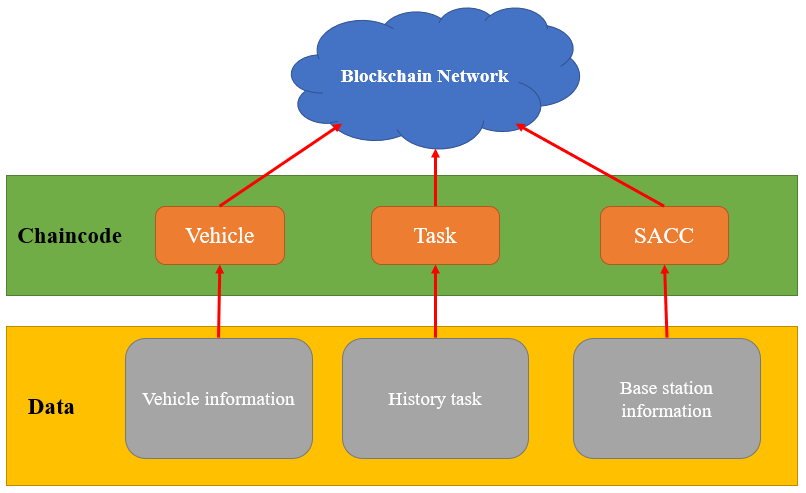 Blockchain Network
Chaincode
Vehicle
Task
SACC
Data
Vehicle information
History task
Base station
information